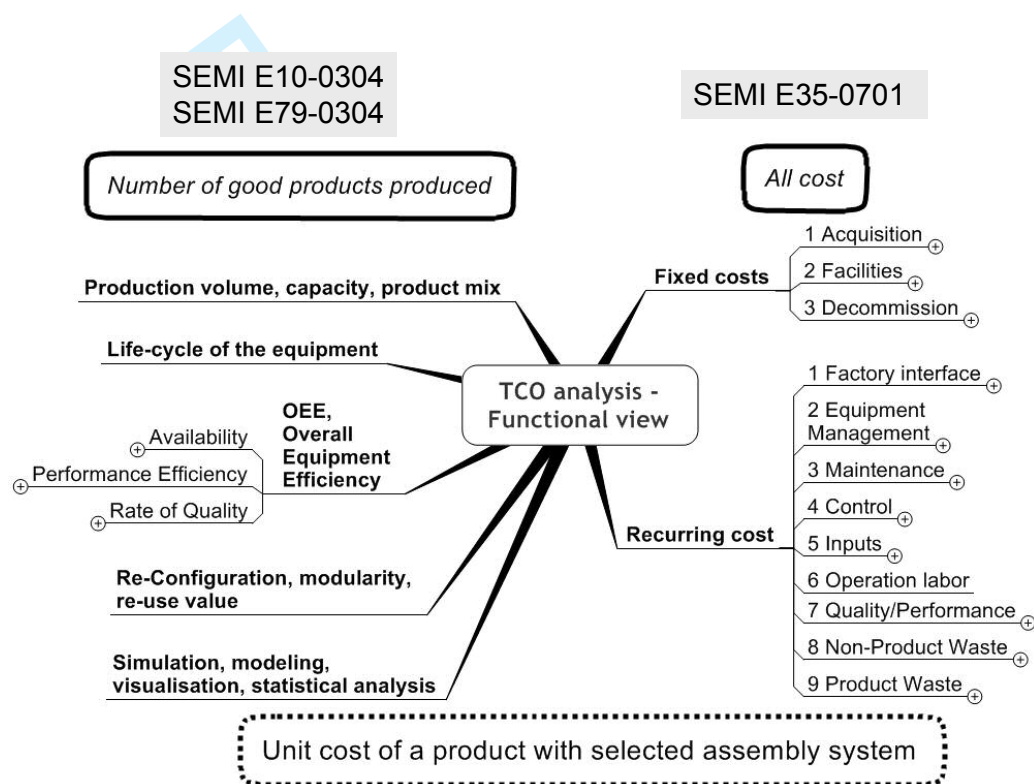 SEMI E10-0304
SEMI E79-0304
SEMI E35-0701
Number of good products produced
All cost
Production volume, capacity, product mix
Life-cycle of the equipment
OEE,
Overall
Equipment
Efficiency
Availability
Performance Efficiency
Rate of Quality
Re-Configuration, modularity,
re-use value
Simulation, modeling,
visualisation, statistical analysis
TCO analysis -
Functional view
Fixed costs
1 Acquisition
2 Facilities
3 Decommission
Recurring cost
1 Factory interface
2 Equipment
Management
3 Maintenance
4 Control
5 Inputs
6 Operation labor
7 Quality/Performance
8 Non-Product Waste
9 Product Waste
Unit cost of a product with selected assembly system